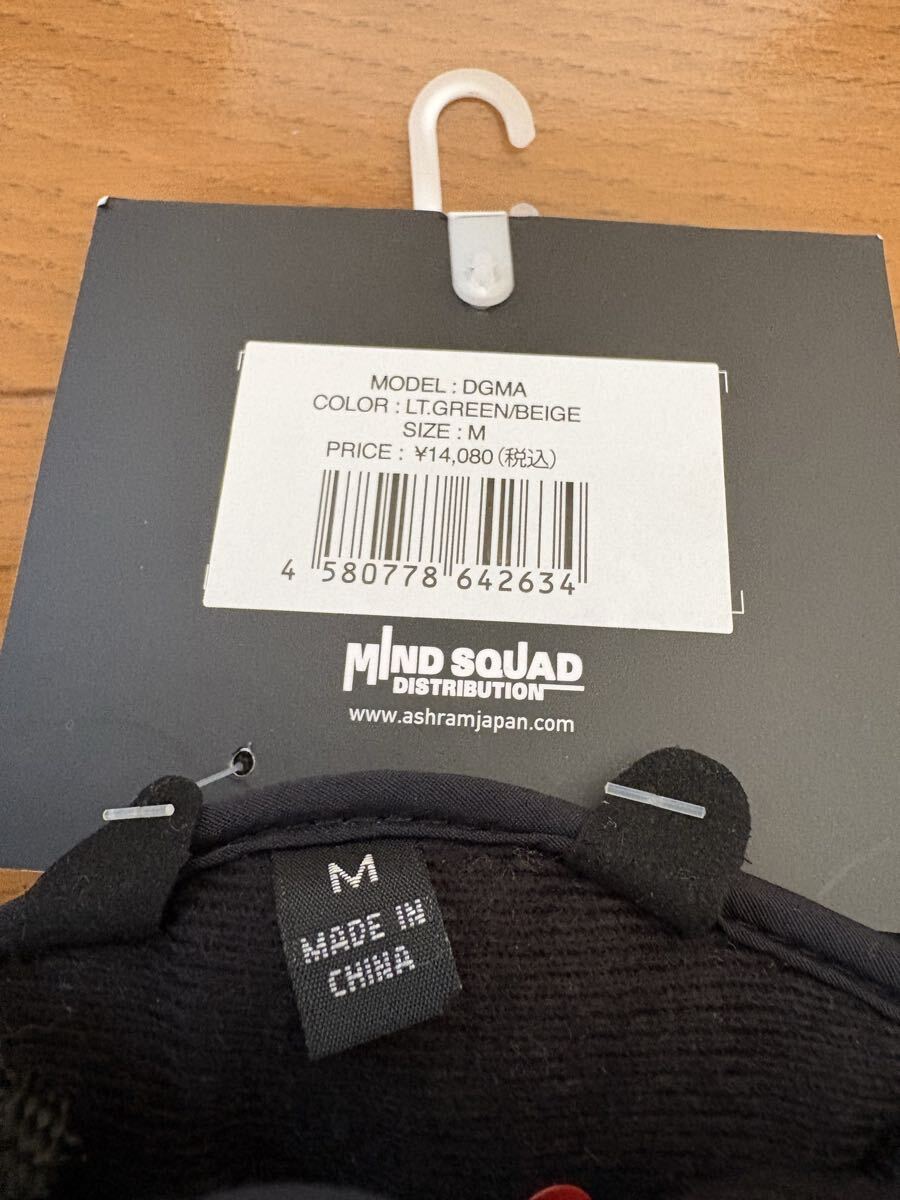 MODEL : DGMA
COLOR : LT.GREEN/BEIGE
SIZE : M
PRICE : ¥14,080(税込)
4 580778 642634
MIND SQUAD
DISTRIBUTION
www.ashramjapan.com
M
MADE IN
CHINA